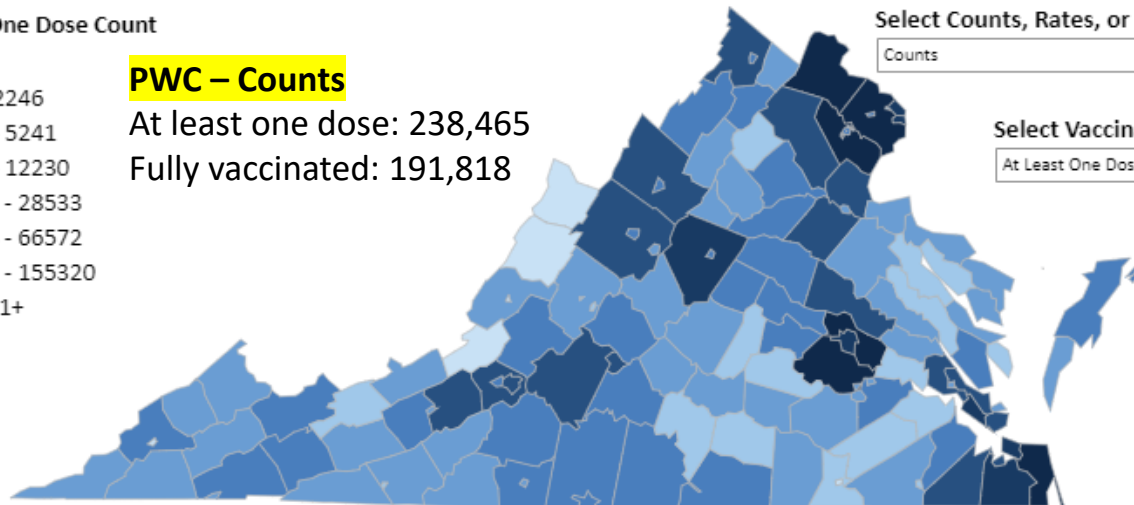 One Dose Count
2246
5241
12230
- 28533
- 66572
- 155320
1+
PWC – Counts
At least one dose: 238,465
Fully vaccinated: 191,818
Select Counts, Rates, or
Counts
Select Vaccin
At Least One Dos